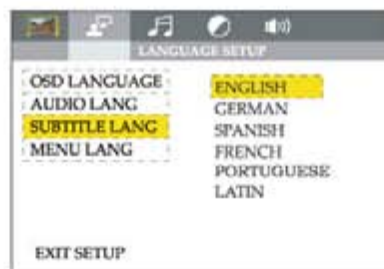 LANGUAGE SETUP
OSD LANGUAGE
AUDIO LANG
SUBTITLE LANG
MENU LANG
ENGLISH
GERMAN
SPANISH
FRENCH
PORTUGUESE
LATIN
EXIT SETUP